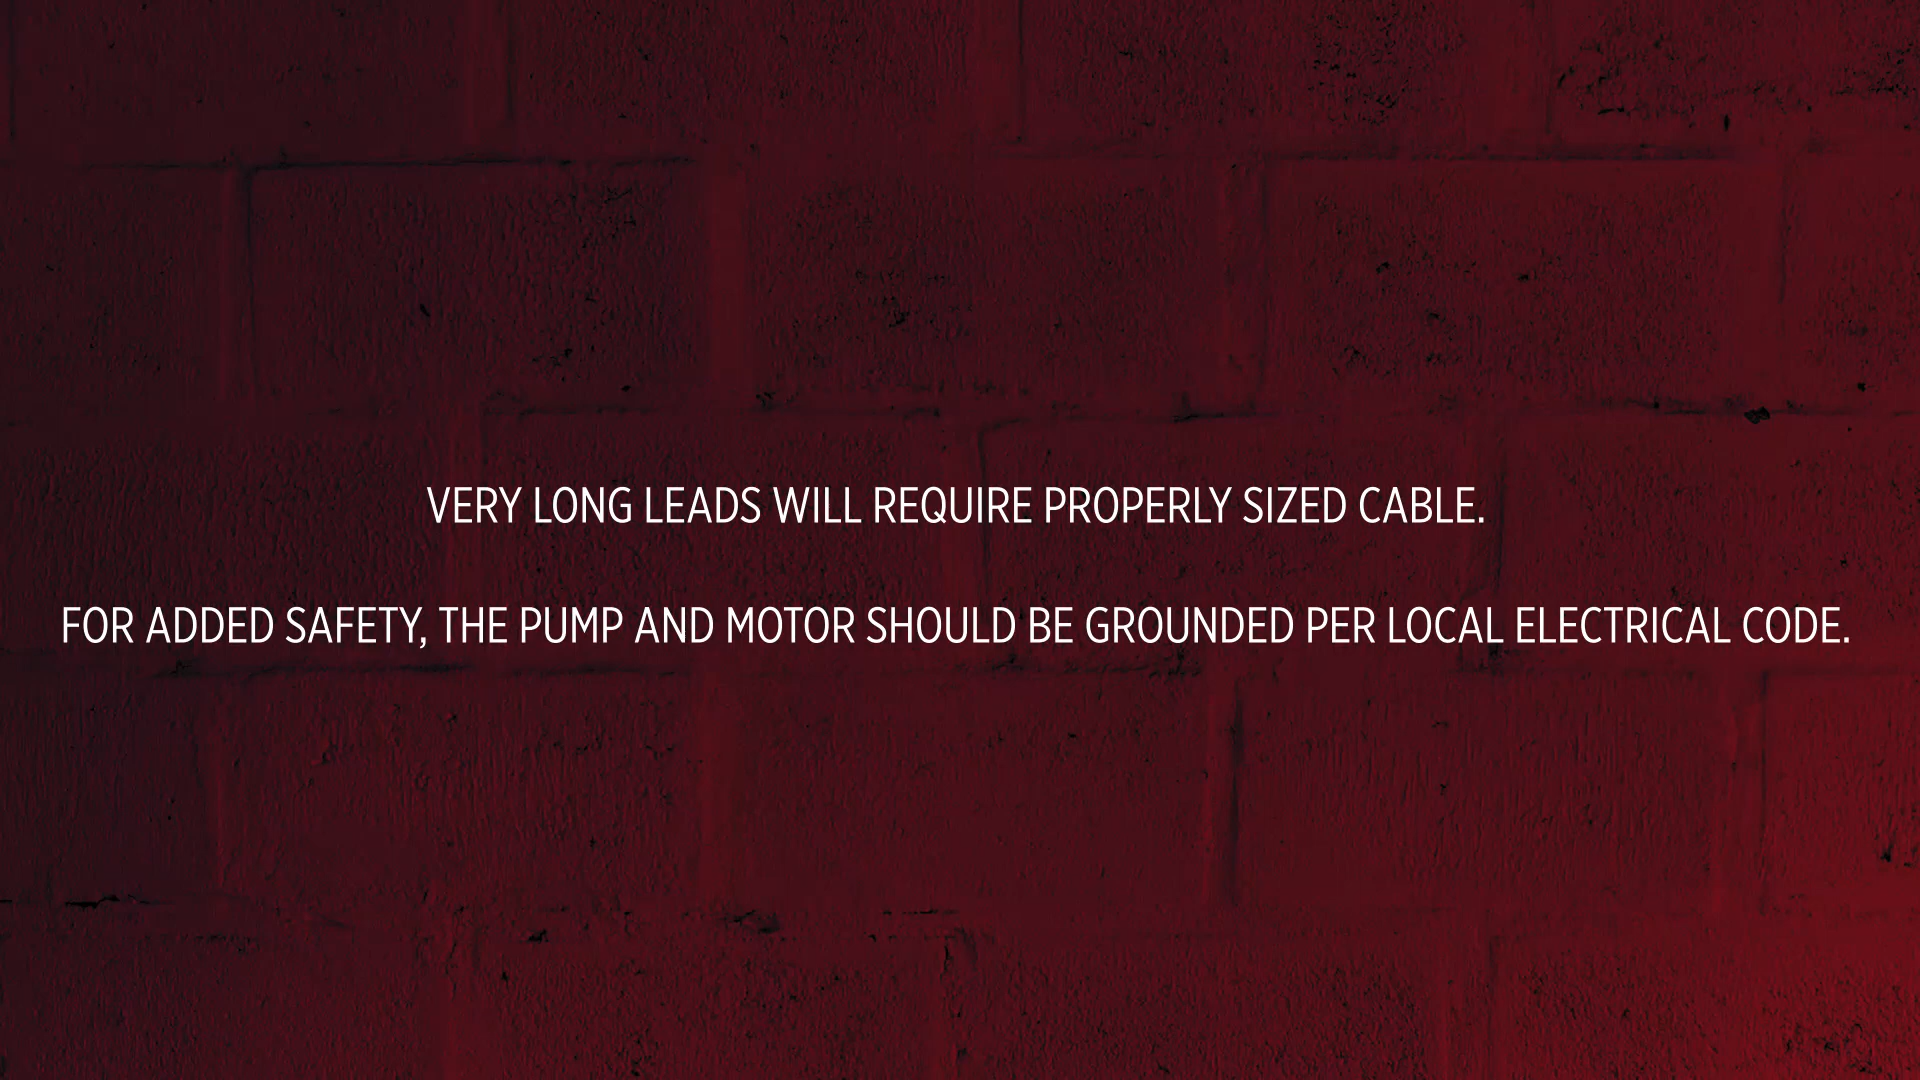 VERY LONG LEADS WILL REQUIRE PROPERLY SIZED CABLE.
FOR ADDED SAFETY, THE PUMP AND MOTOR SHOULD BE GROUNDED PER LOCAL ELECTRICAL CODE.